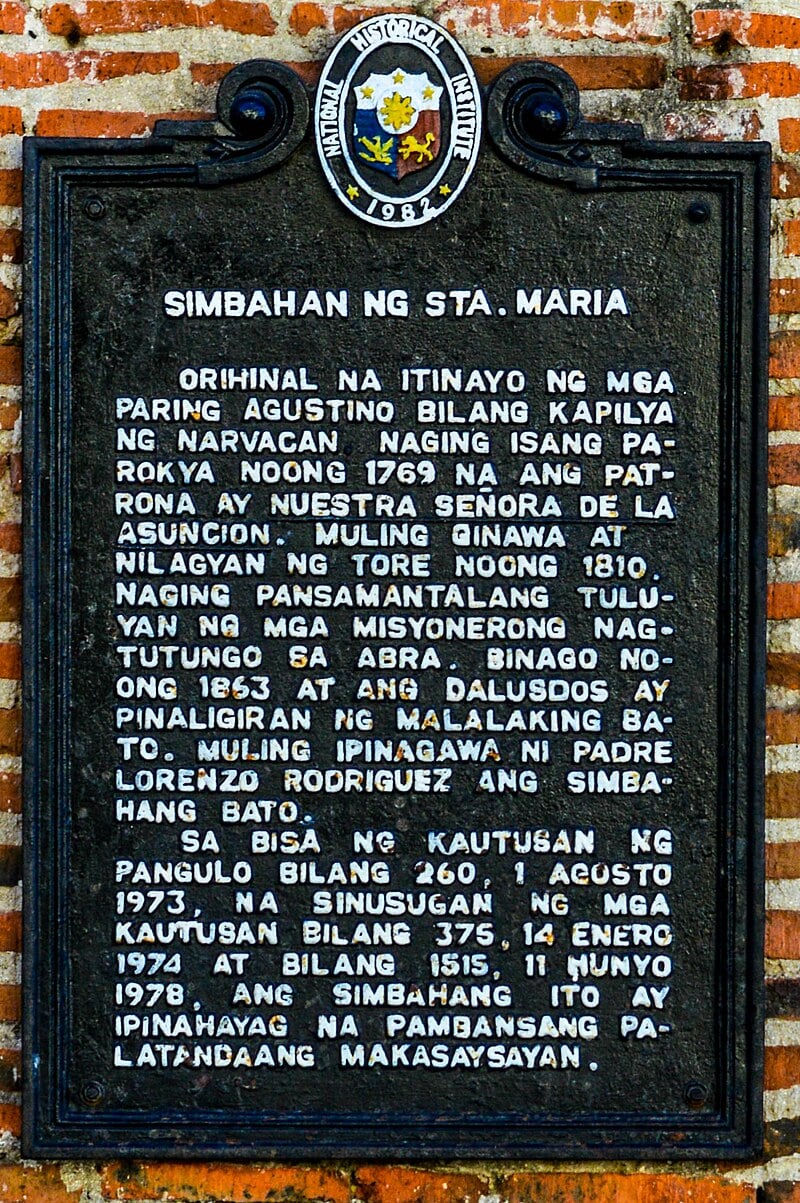 NATIONAL HISTORICAL INSTITUTE
1982
SIMBAHAN NG STA. MARIA
ORIHINAL NA ITINAYO NG MGA
PARING AGUSTINO BILANG KAPILYA
NG NARVACAN NAGING ISANG PA-
ROKYA NOONG 1769 NA ANG PAT-
RONA AY NUESTRA SEÑORA DE LA
ASUNCION. MULING GINAWA AT
NILAGYAN NG TORE NOONG 1810.
NAGING PANSAMANTALANG TULU-
YAN NG MGA MISYONERONG NAG-
TUTUNGO SA ABRA. BINAGO NO-
ONG 1863 AT ANG DALUSDOS AY
PINALIGIRAN NG MALALAKING BA-
TO. MULING IPINAGAWA NI PADRE
LORENZO RODRIGUEZ ANG SIMBA-
HANG BATO.
SA BISA NG KAUTUSAN NG
PANGULO BILANG 260, 1 AGOSTO
1973, NA SINUSUGAN NG MGA
KAUTUSAN BILANG 375, 14 ENERO
1974 AT BILANG 1515, 11 HUNYO
1978, ANG SIMBAHANG ITO AY
IPINAHAYAG NA PAMBANSANG PA-
LATANDAANG MAKASAYSAYAN.